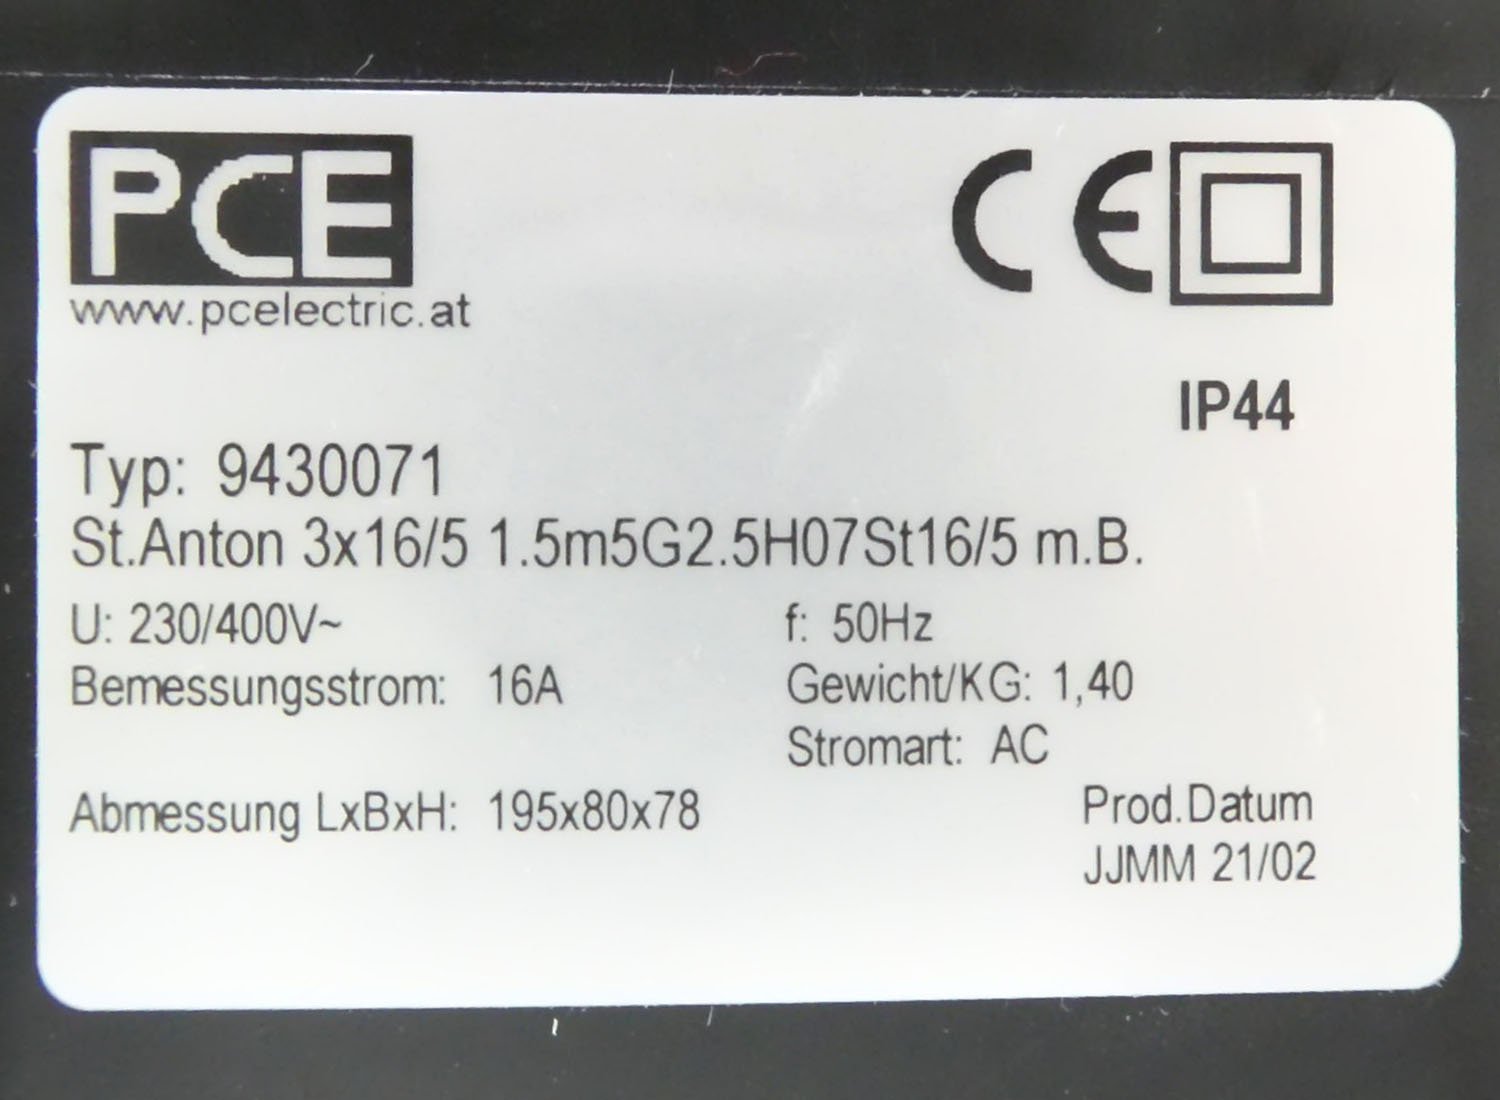 PCE
www.pcelectric.at
CE
IP44
Typ: 9430071
St.Anton 3x16/5 1.5m5G2.5H07St16/5 m.B.
U: 230/400V~ f: 50Hz
Bemessungsstrom: 16A Gewicht/KG: 1,40
Stromart: AC
Abmessung LxBxH: 195x80x78 Prod.Datum
JJMM 21/02